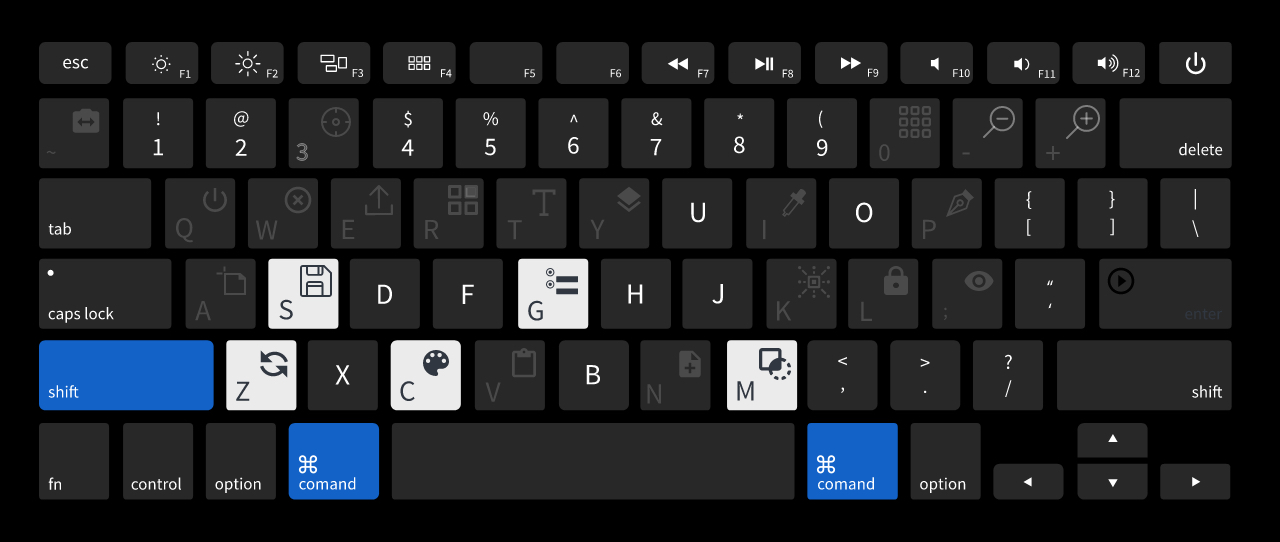 esc F1 F2 F3 F4 F5 F6 F7 F8 F9 F10 F11 F12
~ ! 1 @ 2 3 $ 4 % 5 ^ 6 & 7 * 8 ( 9 0 - + delete
tab Q W E R T Y U I O P { [ } ] | \
caps lock A S D F G H J K L ; “ ‘ enter
shift Z X C V B N M < , > . ? / shift
fn control option ⌘ comand ⌘ comand option